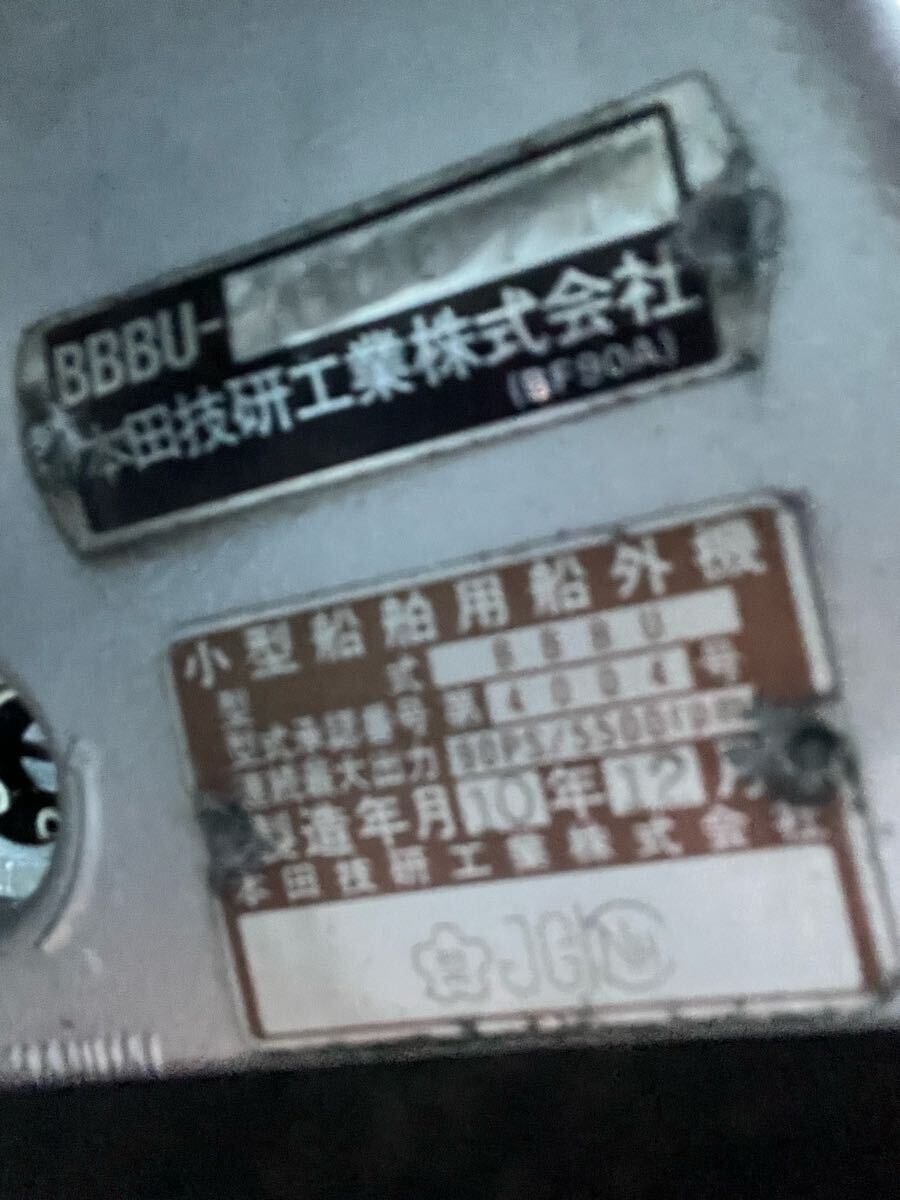 BBBU-
本田技研工業株式会社
(BF90A)
小型船舶用船外機
型式 BBBU
型式承認番号 第4004号
連続最大出力 90PS/5500rpm
製造年月 10年12月
本田技研工業株式会社
JG